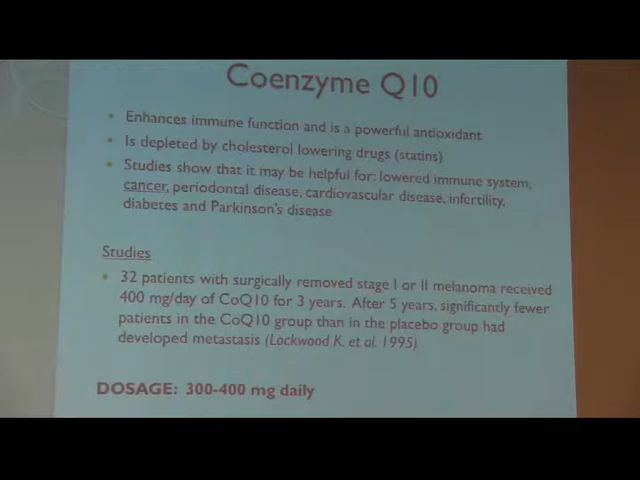 Coenzyme Q10
• Enhances immune function and is a powerful antioxidant
• Is depleted by cholesterol lowering drugs (statins)
• Studies show that it may be helpful for: lowered immune system,
cancer, periodontal disease, cardiovascular disease, infertility,
diabetes and Parkinson's disease
Studies
• 32 patients with surgically removed stage I or II melanoma received
400 mg/day of CoQ10 for 3 years. After 5 years, significantly fewer
patients in the CoQ10 group than in the placebo group had
developed metastasis (Lockwood K. et al. 1995)
DOSAGE: 300-400 mg daily